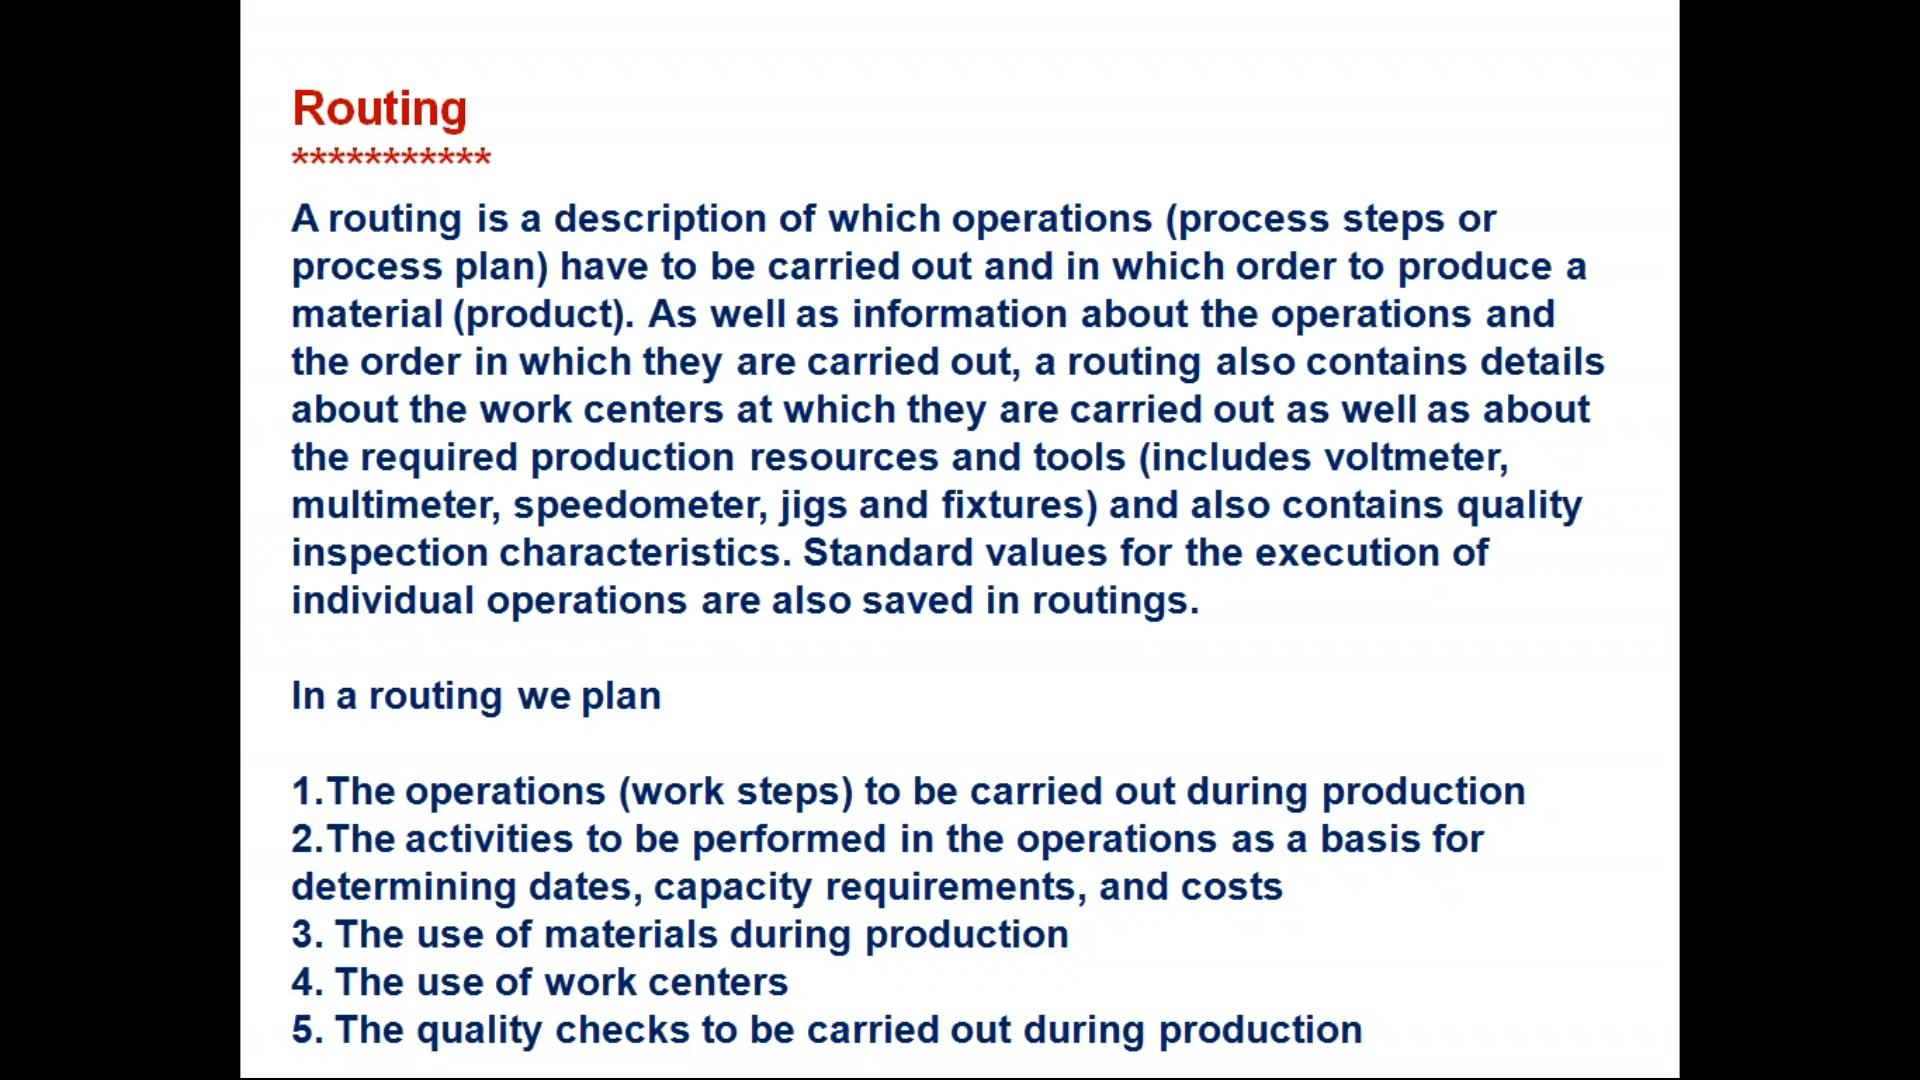 Routing
***********
A routing is a description of which operations (process steps or
process plan) have to be carried out and in which order to produce a
material (product). As well as information about the operations and
the order in which they are carried out, a routing also contains details
about the work centers at which they are carried out as well as about
the required production resources and tools (includes voltmeter,
multimeter, speedometer, jigs and fixtures) and also contains quality
inspection characteristics. Standard values for the execution of
individual operations are also saved in routings.
In a routing we plan
1.The operations (work steps) to be carried out during production
2.The activities to be performed in the operations as a basis for
determining dates, capacity requirements, and costs
3. The use of materials during production
4. The use of work centers
5. The quality checks to be carried out during production